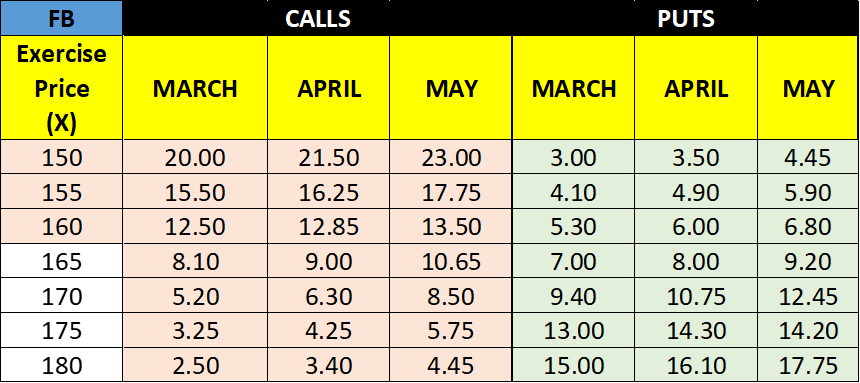 FB CALLS PUTS
Exercise
Price
(X) MARCH APRIL MAY MARCH APRIL MAY
150 20.00 21.50 23.00 3.00 3.50 4.45
155 15.50 16.25 17.75 4.10 4.90 5.90
160 12.50 12.85 13.50 5.30 6.00 6.80
165 8.10 9.00 10.65 7.00 8.00 9.20
170 5.20 6.30 8.50 9.40 10.75 12.45
175 3.25 4.25 5.75 13.00 14.30 14.20
180 2.50 3.40 4.45 15.00 16.10 17.75